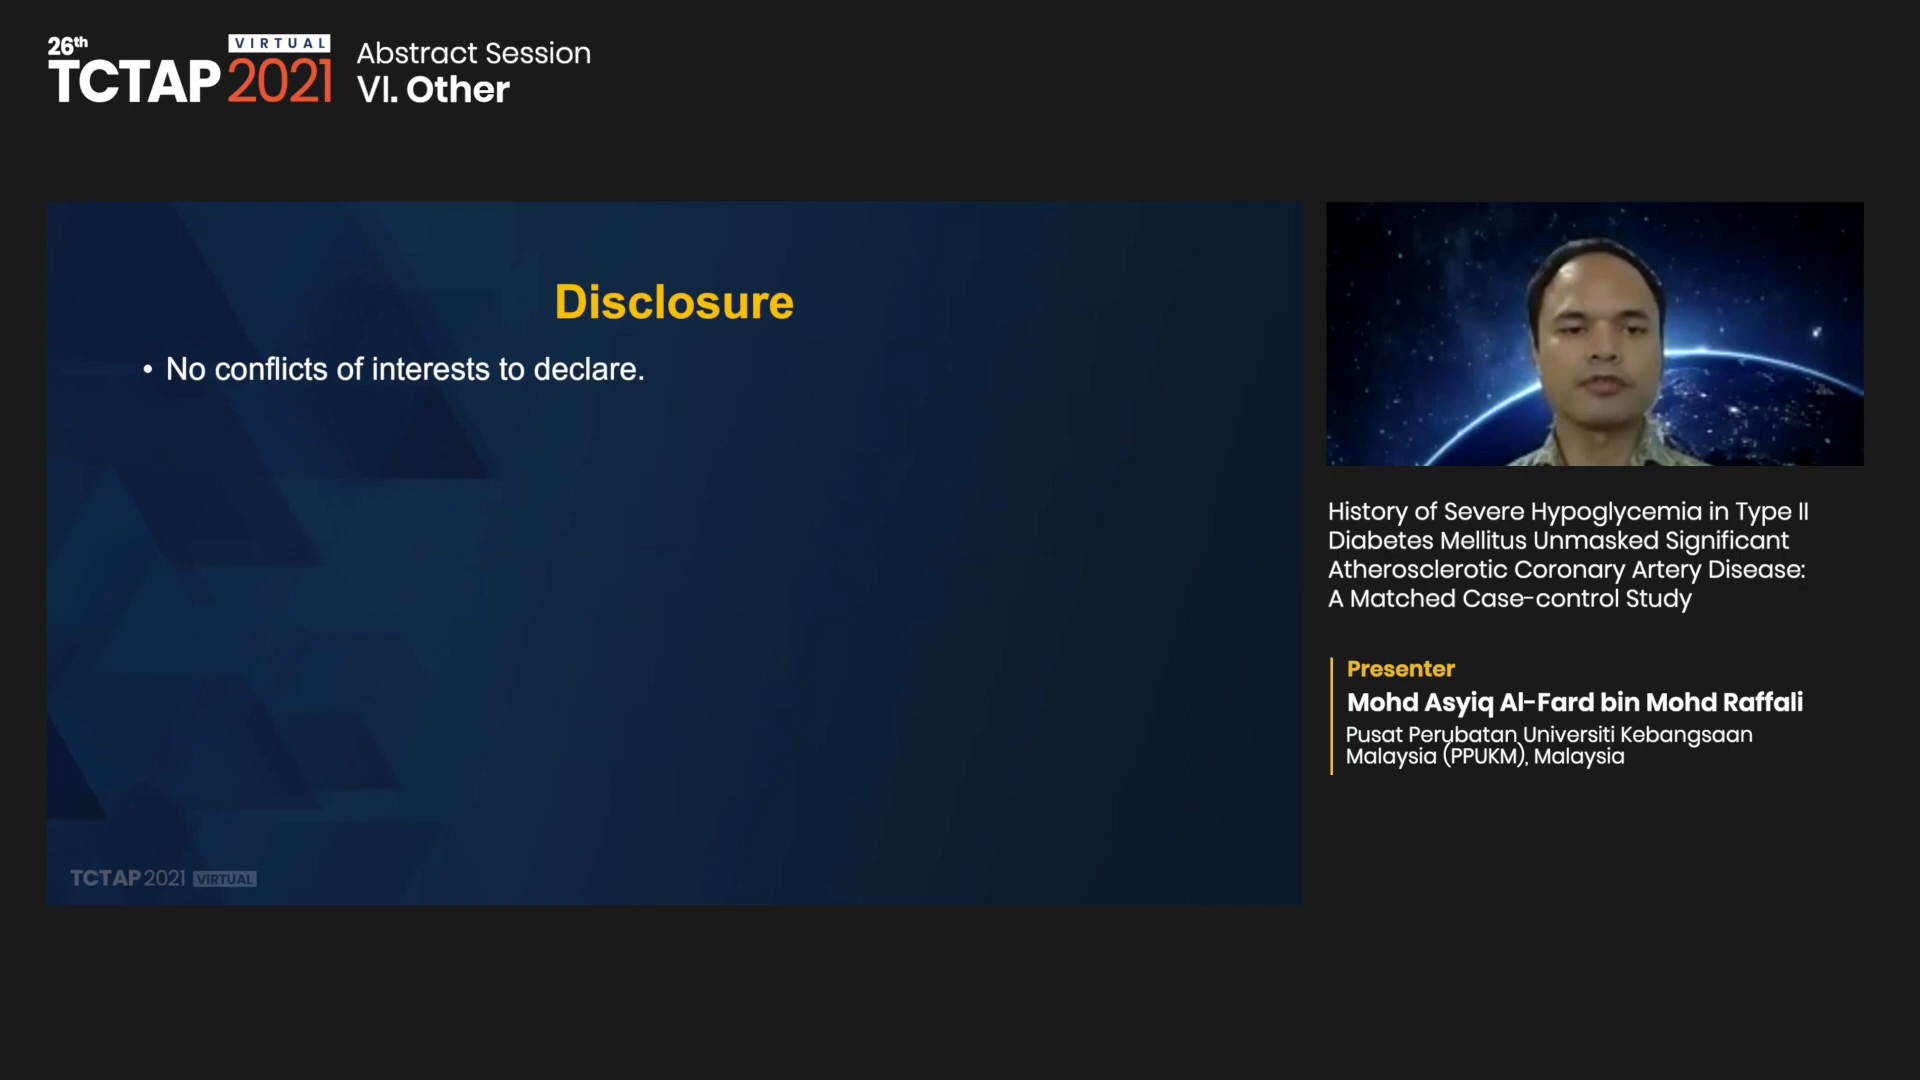 26th
VIRTUAL
TCTAP 2021
Abstract Session
VI. Other
Disclosure
• No conflicts of interests to declare.
TCTAP 2021 VIRTUAL
History of Severe Hypoglycemia in Type II
Diabetes Mellitus Unmasked Significant
Atherosclerotic Coronary Artery Disease:
A Matched Case-control Study
Presenter
Mohd Asyiq Al-Fard bin Mohd Raffali
Pusat Perubatan Universiti Kebangsaan
Malaysia (PPUKM), Malaysia